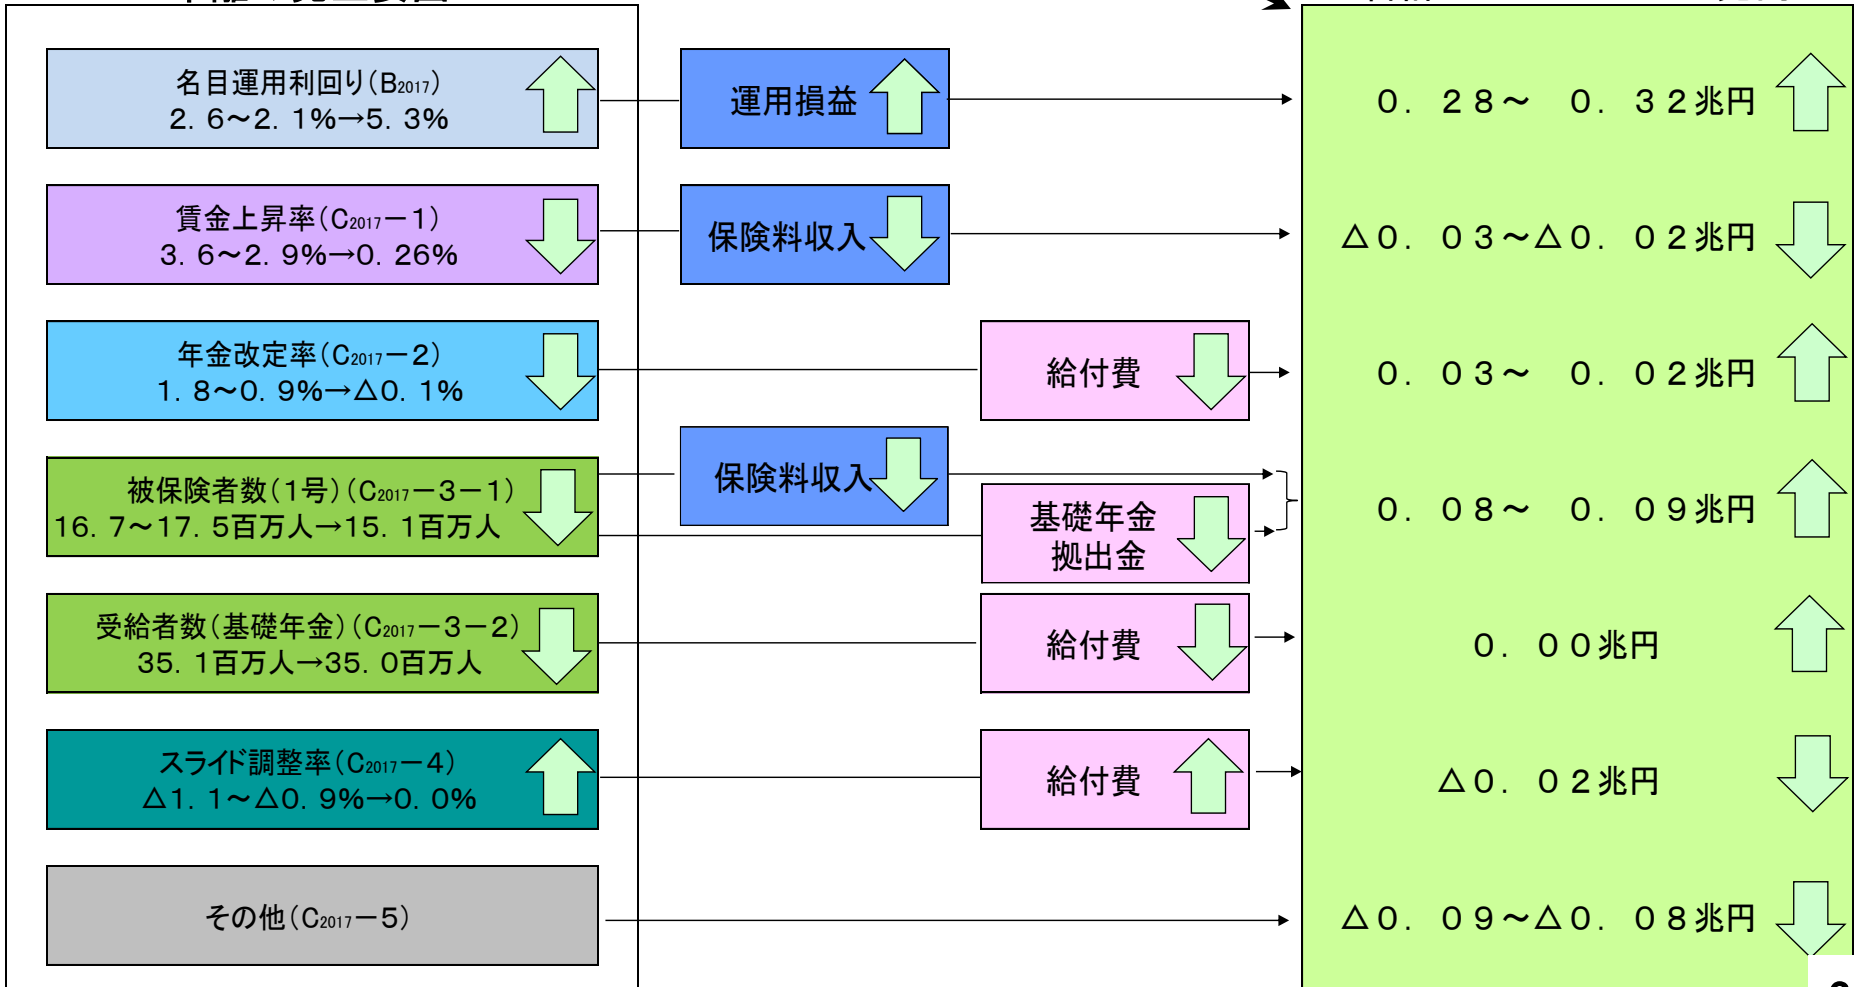 名目運用利回り(B2017)
2.6～2.1%→5.3%
運用損益
0.28～ 0.32兆円
賃金上昇率(C2017－1)
3.6～2.9%→0.26%
保険料収入
△0.03～△0.02兆円
年金改定率(C2017－2)
1.8～0.9%→△0.1%
給付費
0.03～ 0.02兆円
被保険者数(1号)(C2017－3－1)
16.7～17.5百万人→15.1百万人
保険料収入
基礎年金
拠出金
0.08～ 0.09兆円
受給者数(基礎年金)(C2017－3－2)
35.1百万人→35.0百万人
給付費
0.00兆円
スライド調整率(C2017－4)
△1.1～△0.9%→0.0%
給付費
△0.02兆円
その他(C2017－5)
△0.09～△0.08兆円